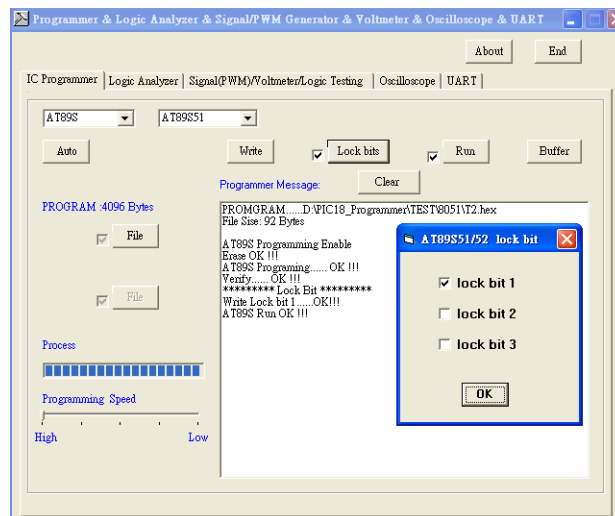 Programmer & Logic Analyzer & Signal/PWM Generator & Voltmeter & Oscilloscope & UART
About End
IC Programmer Logic Analyzer Signal(PWM)/Voltmeter/Logic Testing Oscilloscope UART
AT89S AT89S51
Auto Write Lock bits Run Buffer
Programmer Message: Clear
PROGRAM :4096 Bytes
File
File
Process
Programming Speed
High Low
PROMGRAM......D:\PIC18_Programmer\TEST\8051\T2.hex
File Sise: 92 Bytes
AT89S Programming Enable
Erase OK !!!
AT89S Programing...... OK !!!
Verify...... OK !!!
********* Lock Bit *********
Write Lock bit 1......OK!!!
AT89S Run OK !!!
AT89S51/52 lock bit
lock bit 1
lock bit 2
lock bit 3
OK